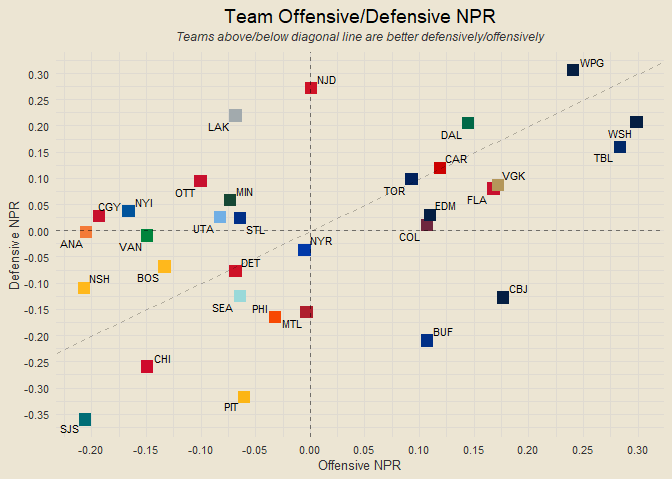 Team Offensive/Defensive NPR
Teams above/below diagonal line are better defensively/offensively
WPG
NJD
LAK
WSH
DAL
TBL
CAR
VGK
OTT
MIN
TOR
FLA
CGY
NYI
EDM
UTA
STL
COL
ANA
VAN
NYR
BOS
DET
NSH
CBJ
SEA
PHI
MTL
BUF
CHI
PIT
SJS
0.30
0.25
0.20
0.15
0.10
0.05
0.00
-0.05
-0.10
-0.15
-0.20
-0.25
-0.30
-0.35
Defensive NPR
-0.20 -0.15 -0.10 -0.05 0.00 0.05 0.10 0.15 0.20 0.25 0.30
Offensive NPR